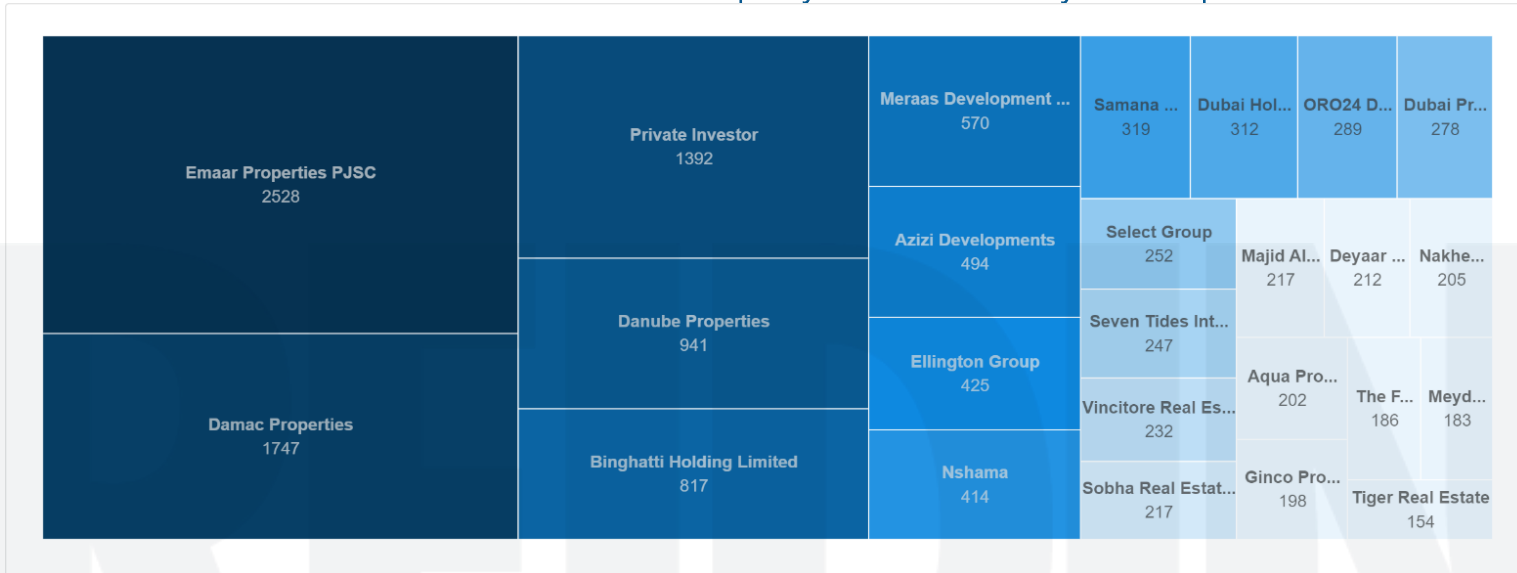 Emaar Properties PJSC
2528
Damac Properties
1747
Private Investor
1392
Danube Properties
941
Binghatti Holding Limited
817
Meraas Development ...
570
Azizi Developments
494
Ellington Group
425
Nshama
414
Samana ...
319
Dubai Hol...
312
ORO24 D...
289
Dubai Pr...
278
Select Group
252
Seven Tides Int...
247
Vincitore Real Es...
232
Sobha Real Estat...
217
Majid Al...
217
Deyaar ...
212
Nakhe...
205
Aqua Pro...
202
Ginco Pro...
198
The F...
186
Meyd...
183
Tiger Real Estate
154
REIDIN